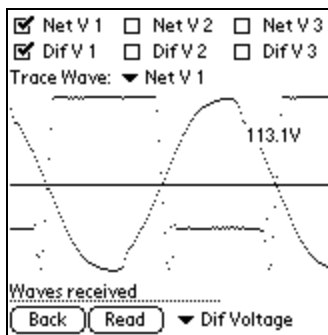 Net V 1 Net V 2 Net V 3
Dif V 1 Dif V 2 Dif V 3
Trace Wave: Net V 1
113.1V
Waves received
Back Read Dif Voltage